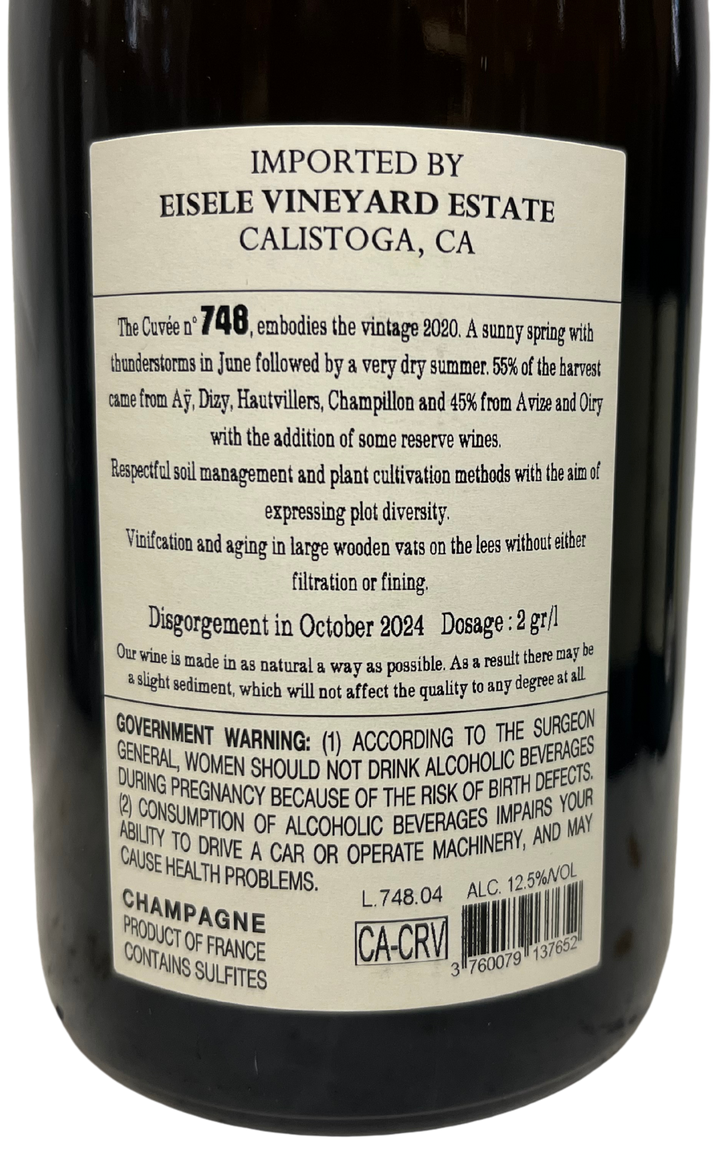 IMPORTED BY
EISELE VINEYARD ESTATE
CALISTOGA, CA
The Cuvée n° 748, embodies the vintage 2020. A sunny spring with
thunderstorms in June followed by a very dry summer. 55% of the harvest
came from Aÿ, Dizy, Hautvillers, Champillon and 45% from Avize and Oiry
with the addition of some reserve wines.
Respectful soil management and plant cultivation methods with the aim of
expressing plot diversity.
Vinifcation and aging in large wooden vats on the lees without either
filtration or fining.
Disgorgement in October 2024 Dosage : 2 gr/l
Our wine is made in as natural a way as possible. As a result there may be
a slight sediment, which will not affect the quality to any degree at all.
GOVERNMENT WARNING: (1) ACCORDING TO THE SURGEON
GENERAL, WOMEN SHOULD NOT DRINK ALCOHOLIC BEVERAGES
DURING PREGNANCY BECAUSE OF THE RISK OF BIRTH DEFECTS.
(2) CONSUMPTION OF ALCOHOLIC BEVERAGES IMPAIRS YOUR
ABILITY TO DRIVE A CAR OR OPERATE MACHINERY, AND MAY
CAUSE HEALTH PROBLEMS.
L.748.04 ALC. 12.5%/VOL
CHAMPAGNE
PRODUCT OF FRANCE
CONTAINS SULFITES
CA-CRV
3 760079 137652